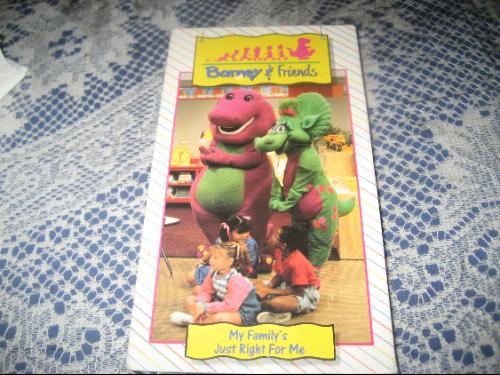 Barney & Friends
My Family's
Just Right For Me